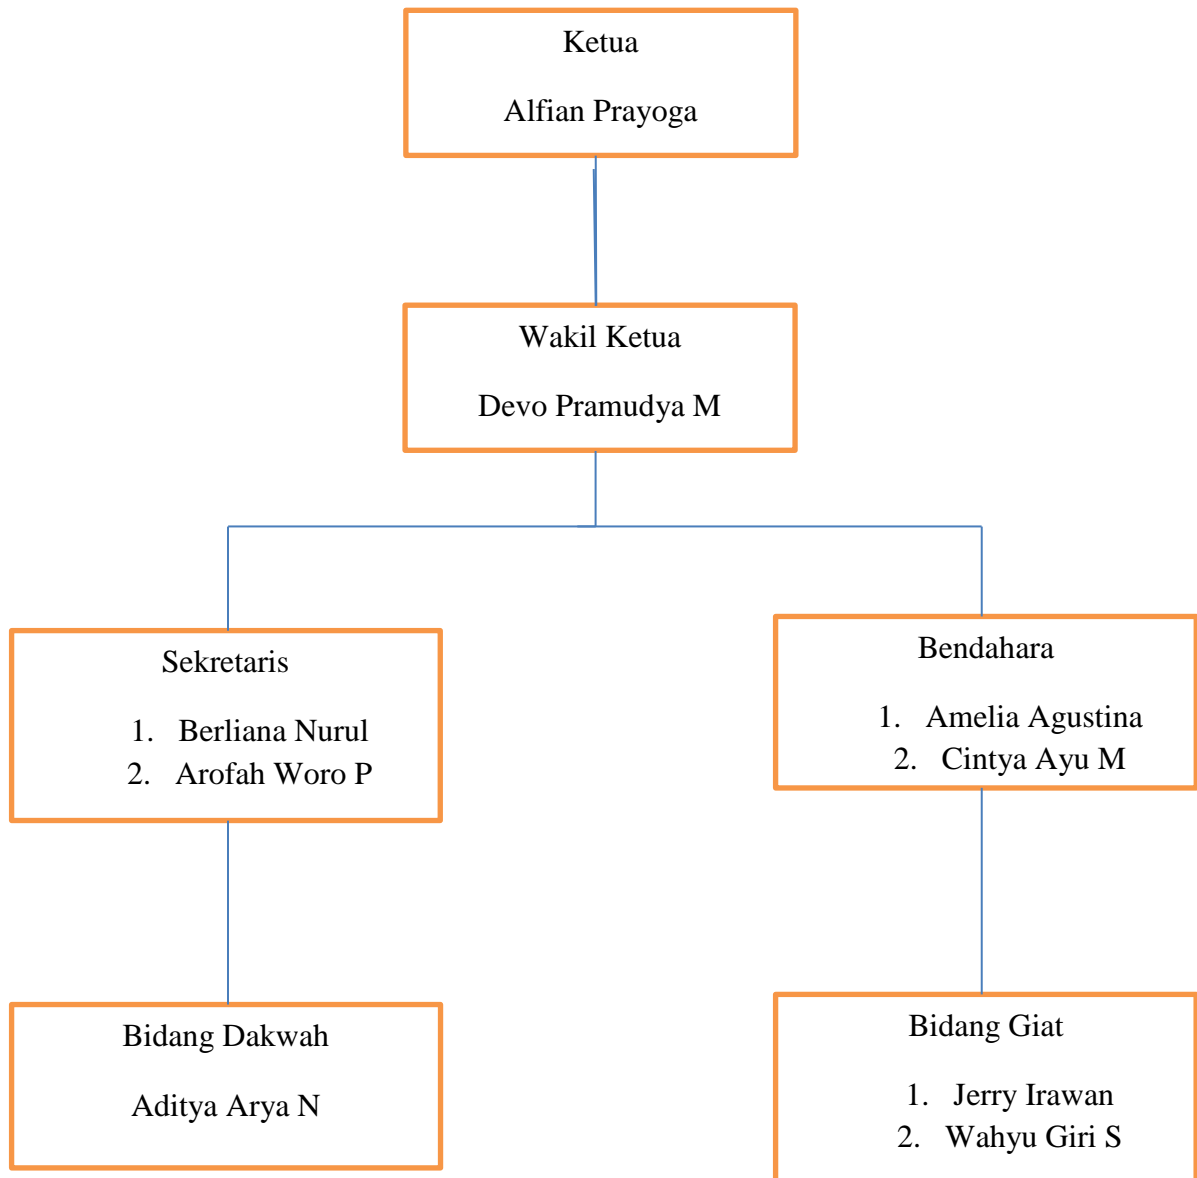 Ketua
Alfian Prayoga
Wakil Ketua
Devo Pramudya M
Sekretaris
1. Berliana Nurul
2. Arofah Woro P
Bendahara
1. Amelia Agustina
2. Cintya Ayu M
Bidang Dakwah
Aditya Arya N
Bidang Giat
1. Jerry Irawan
2. Wahyu Giri S